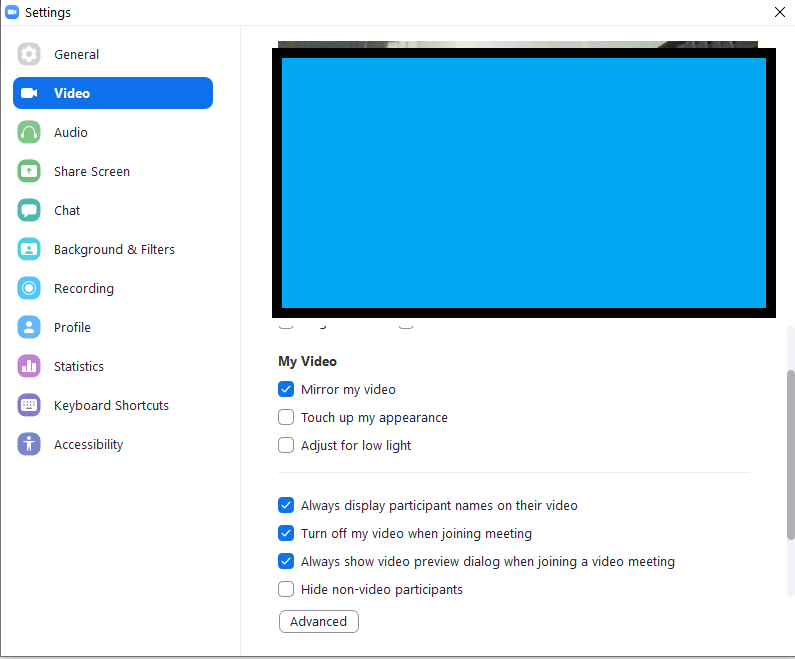 Settings
General
Video
Audio
Share Screen
Chat
Background & Filters
Recording
Profile
Statistics
Keyboard Shortcuts
Accessibility
My Video
Mirror my video
Touch up my appearance
Adjust for low light
Always display participant names on their video
Turn off my video when joining meeting
Always show video preview dialog when joining a video meeting
Hide non-video participants
Advanced